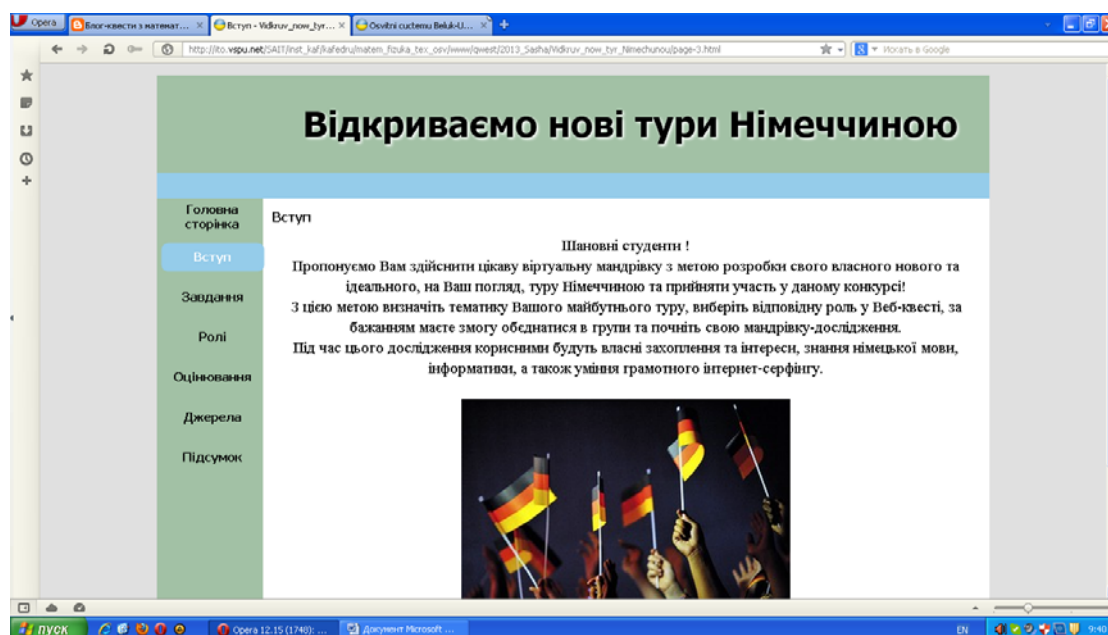 Opera
Блог-квести з математ...
Вступ - Vidkruv_now_tyr_...
Osvitni cuctemu Beluk-U...
http://ito.vspu.net/SAIT/inst_kaf/kafedru/matem_fizuka_tex_osv/www/qwest/2013_Sasha/Vidkruv_now_tyr_Nimechunou/page-3.html
Искать в Google
Відкриваємо нові тури Німеччиною
Головна
сторінка
Вступ
Завдання
Ролі
Оцінювання
Джерела
Підсумок
Вступ
Шановні студенти !
Пропонуємо Вам здійснити цікаву віртуальну мандрівку з метою розробки свого власного нового та
ідеального, на Ваш погляд, туру Німеччиною та прийняти участь у даному конкурсі!
З цією метою визначіть тематику Вашого майбутнього туру, виберіть відповідну роль у Веб-квесті, за
бажанням маєте змогу обєднатися в групи та почніть свою мандрівку-дослідження.
Під час цього дослідження корисними будуть власні захоплення та інтереси, знання німецької мови,
інформатики, а також уміння грамотного інтернет-серфінгу.
пуск
Opera 12.15 (1748): ...
Документ Microsoft ...
EN
9:40